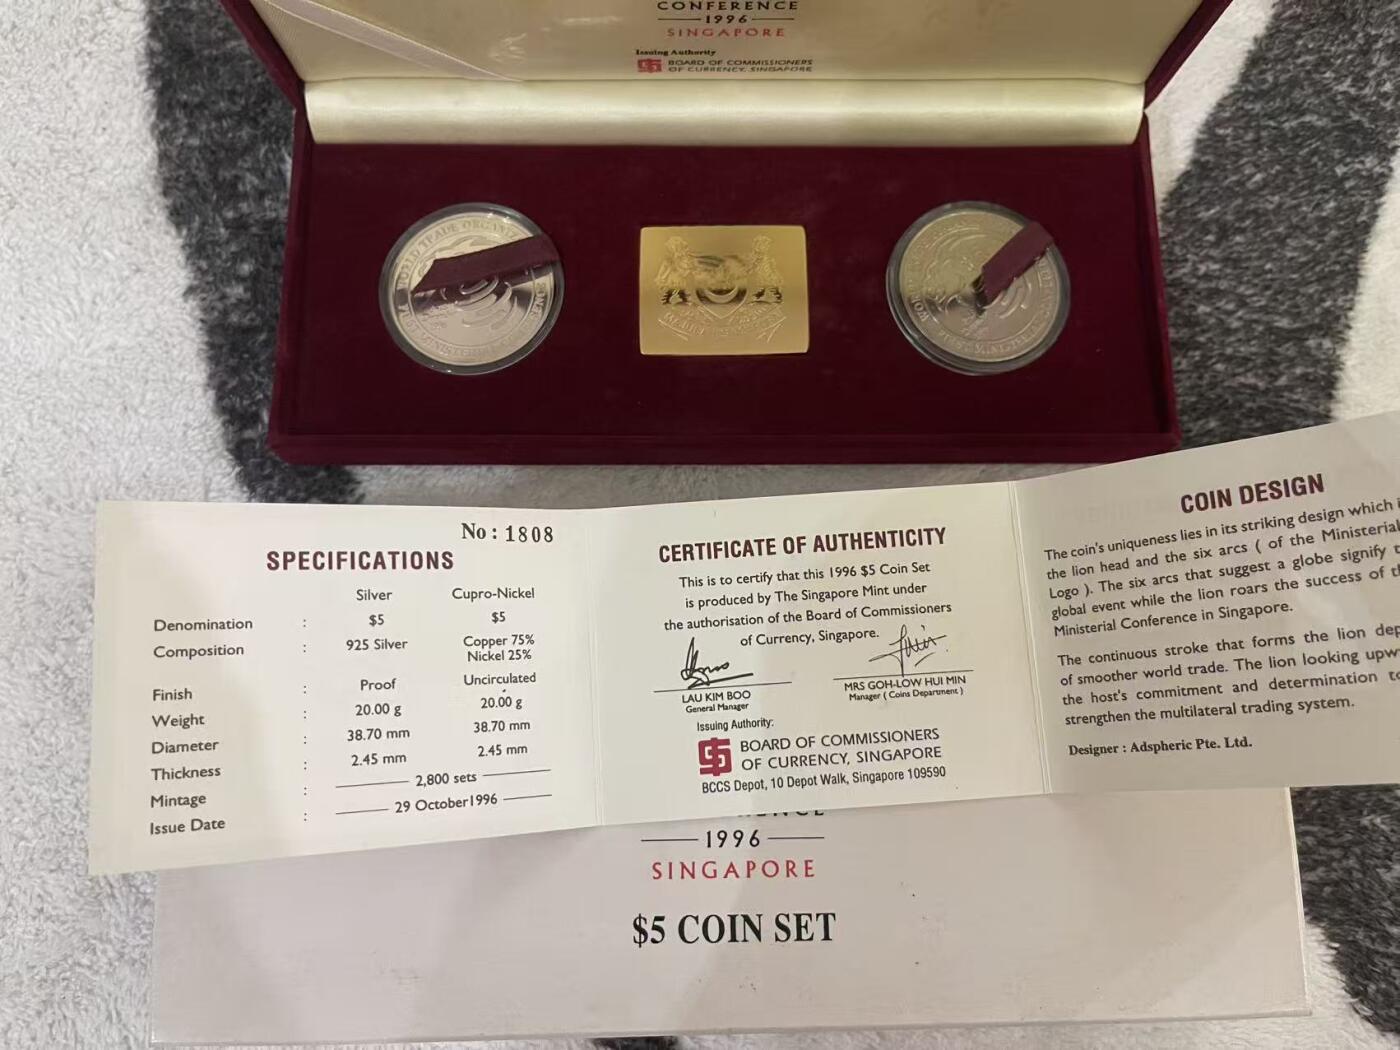 CONFERENCE
1996
SINGAPORE
Issuing Authority
BOARD OF COMMISSIONERS
OF CURRENCY, SINGAPORE
WORLD TRADE ORGANIZ
FIRST MINISTERIAL
No : 1808
SPECIFICATIONS
Silver Cupro-Nickel
Denomination : $5 $5
Composition : 925 Silver Copper 75%
Nickel 25%
Finish : Proof Uncirculated
Weight : 20.00 g 20.00 g
Diameter : 38.70 mm 38.70 mm
Thickness : 2.45 mm 2.45 mm
Mintage : 2,800 sets
Issue Date : 29 October1996
CERTIFICATE OF AUTHENTICITY
This is to certify that this 1996 $5 Coin Set
is produced by The Singapore Mint under
the authorisation of the Board of Commissioners
of Currency, Singapore.
LAU KIM BOO
General Manager
MRS GOH-LOW HUI MIN
Manager ( Coins Department )
Issuing Authority:
BOARD OF COMMISSIONERS
OF CURRENCY, SINGAPORE
BCCS Depot, 10 Depot Walk, Singapore 109590
COIN DESIGN
The coin's uniqueness lies in its striking design which
the lion head and the six arcs ( of the Ministerial
Logo ). The six arcs that suggest a globe signify
global event while the lion roars the success of
Ministerial Conference in Singapore.
The continuous stroke that forms the lion
of smoother world trade. The lion looking
the host's commitment and determination
strengthen the multilateral trading system.
Designer : Adspheric Pte. Ltd.
1996
SINGAPORE
$5 COIN SET